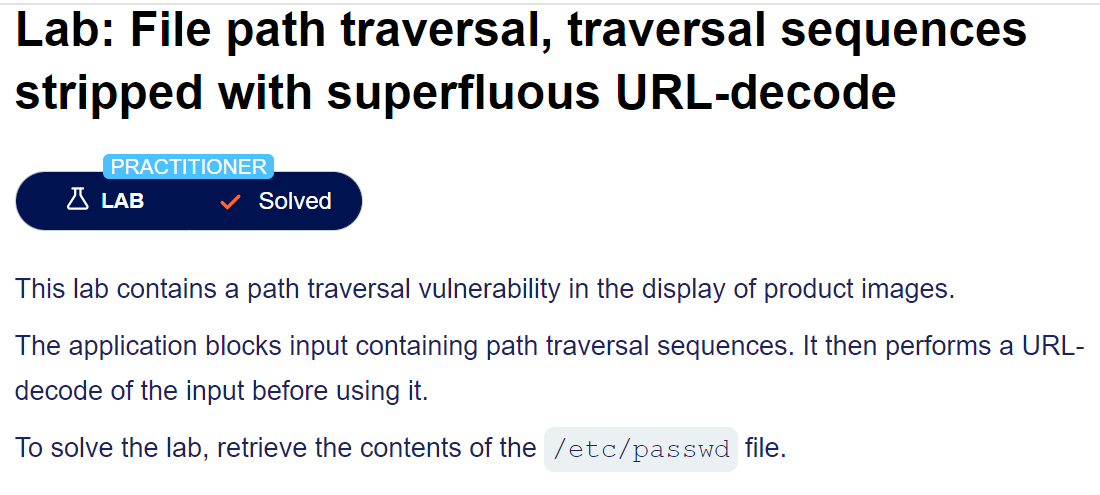 Lab: File path traversal, traversal sequences
stripped with superfluous URL-decode
PRACTITIONER
LAB Solved
This lab contains a path traversal vulnerability in the display of product images.
The application blocks input containing path traversal sequences. It then performs a URL-
decode of the input before using it.
To solve the lab, retrieve the contents of the /etc/passwd file.